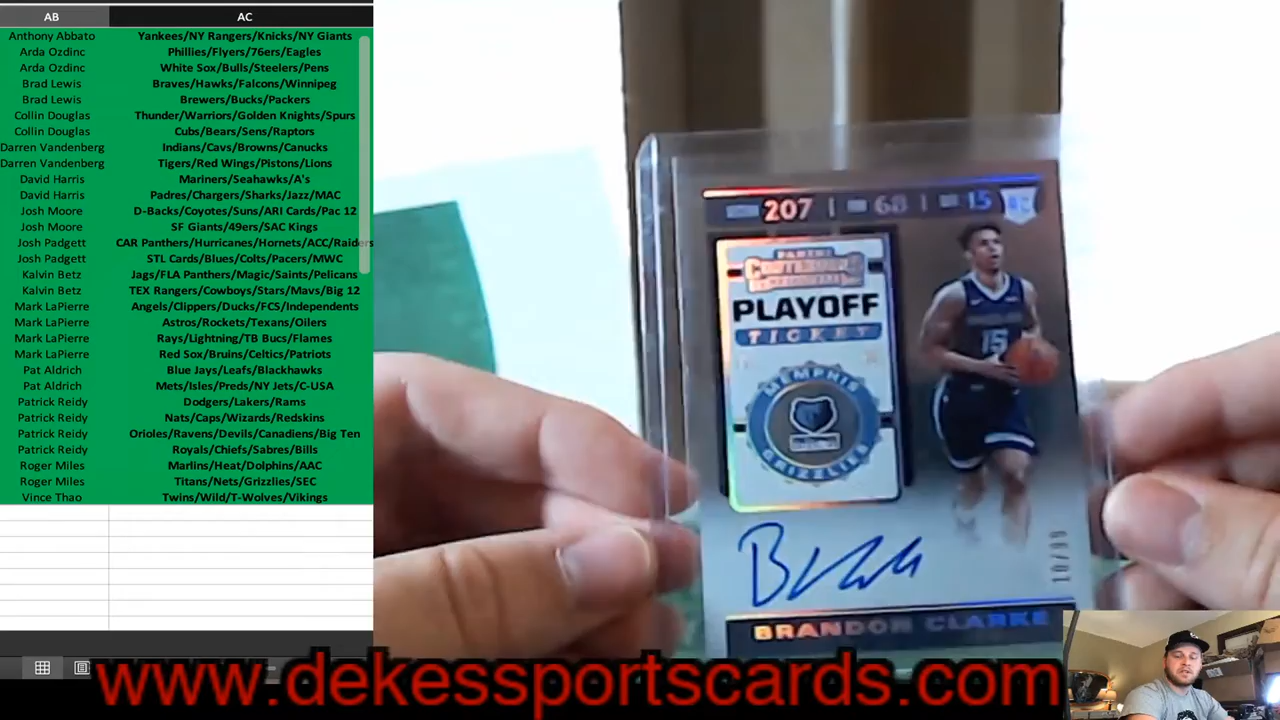 AB AC
Anthony Abbato Yankees/NY Rangers/Knicks/NY Giants
Arda Ozdinc Phillies/Flyers/76ers/Eagles
Arda Ozdinc White Sox/Bulls/Steelers/Pens
Brad Lewis Braves/Hawks/Falcons/Winnipeg
Brad Lewis Brewers/Bucks/Packers
Collin Douglas Thunder/Warriors/Golden Knights/Spurs
Collin Douglas Cubs/Bears/Sens/Raptors
Darren Vandenberg Indians/Cavs/Browns/Canucks
Darren Vandenberg Tigers/Red Wings/Pistons/Lions
David Harris Mariners/Seahawks/A's
David Harris Padres/Chargers/Sharks/Jazz/MAC
Josh Moore D-Backs/Coyotes/Suns/ARI Cards/Pac 12
Josh Moore SF Giants/49ers/SAC Kings
Josh Padgett CAR Panthers/Hurricanes/Hornets/ACC/Raiders
Josh Padgett STL Cards/Blues/Colts/Pacers/MWC
Kalvin Betz Jags/FLA Panthers/Magic/Saints/Pelicans
Kalvin Betz TEX Rangers/Cowboys/Stars/Mavs/Big 12
Mark LaPierre Angels/Clippers/Ducks/FCS/Independents
Mark LaPierre Astros/Rockets/Texans/Oilers
Mark LaPierre Rays/Lightning/TB Bucs/Flames
Mark LaPierre Red Sox/Bruins/Celtics/Patriots
Pat Aldrich Blue Jays/Leafs/Blackhawks
Pat Aldrich Mets/Isles/Preds/NY Jets/C-USA
Patrick Reidy Dodgers/Lakers/Rams
Patrick Reidy Nats/Caps/Wizards/Redskins
Patrick Reidy Orioles/Ravens/Devils/Canadiens/Big Ten
Patrick Reidy Royals/Chiefs/Sabres/Bills
Roger Miles Marlins/Heat/Dolphins/AAC
Roger Miles Titans/Nets/Grizzlies/SEC
Vince Thao Twins/Wild/T-Wolves/Vikings
207 68 15
PANINI
CONTENDERS
PLAYOFF
TICKET
MEMPHIS
GRIZZLIES
15
BRANDON CLARKE
www.dekessportscards.com